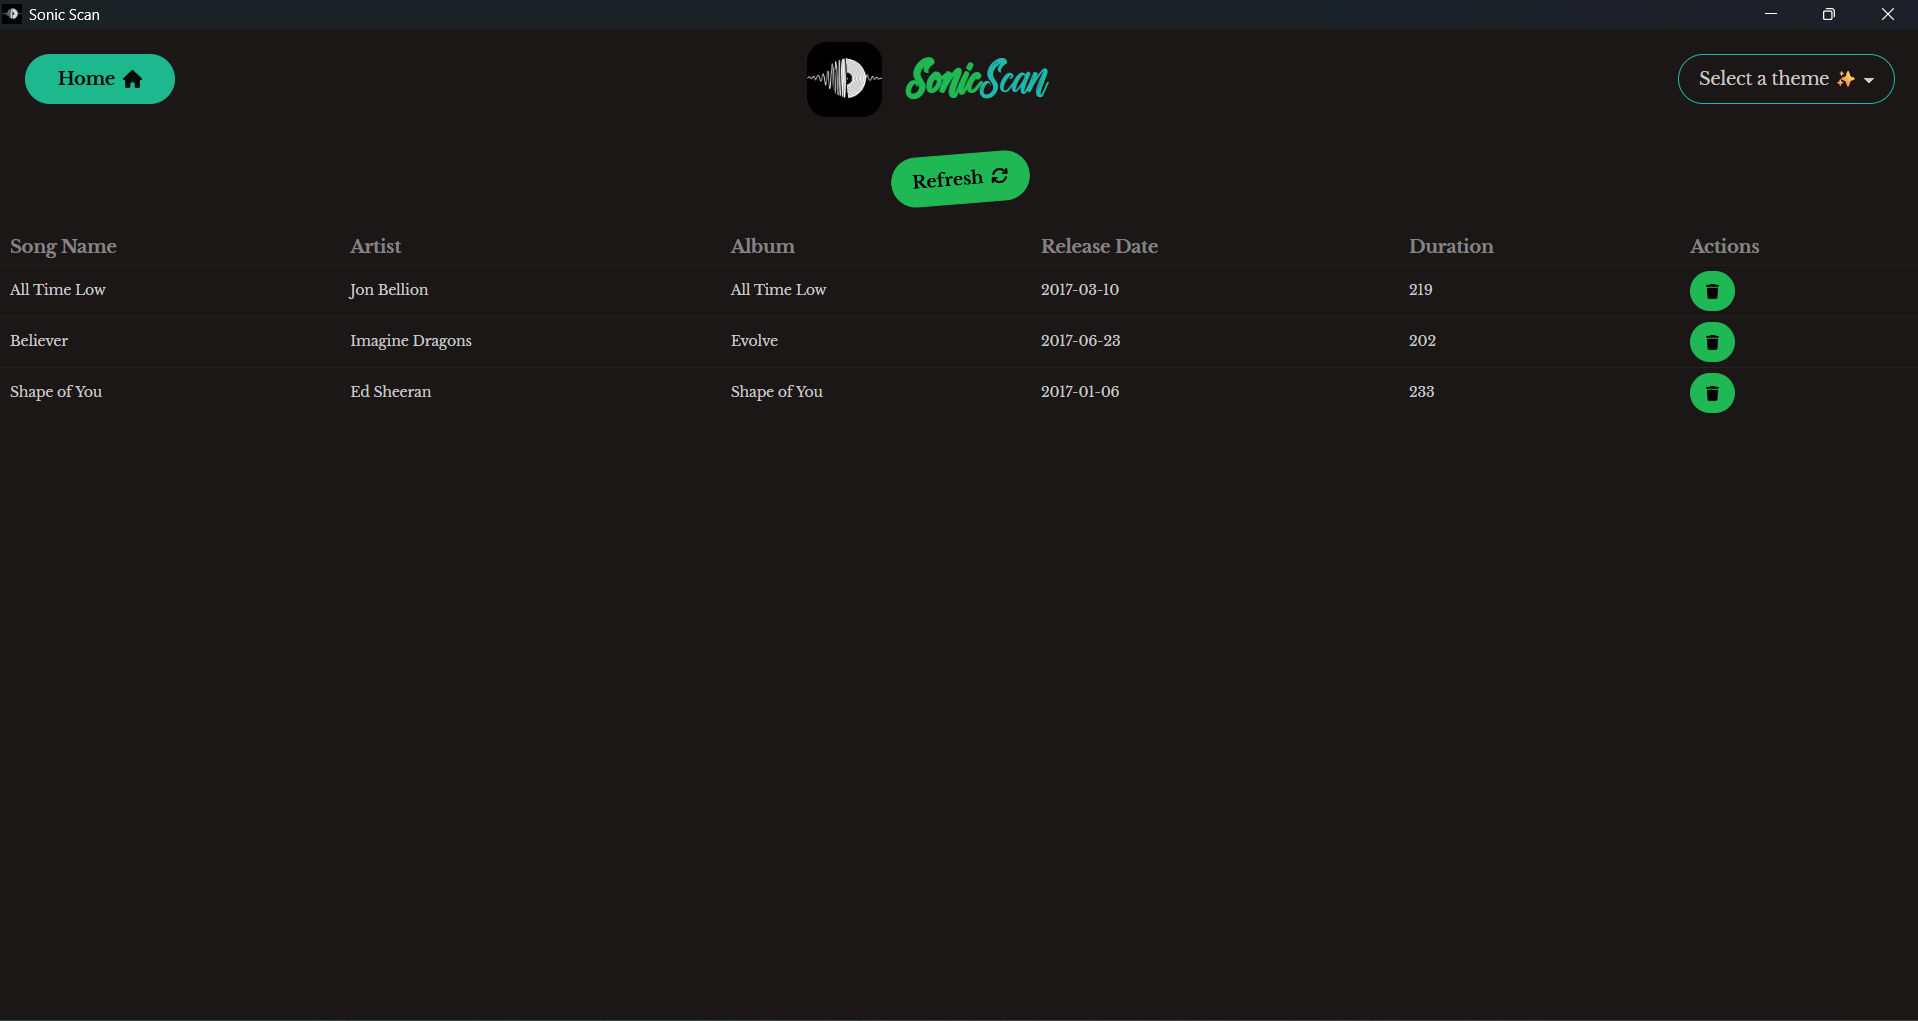 Sonic Scan
Home
SonicScan
Select a theme ✨
Refresh
Song Name Artist Album Release Date Duration Actions
All Time Low Jon Bellion All Time Low 2017-03-10 219
Believer Imagine Dragons Evolve 2017-06-23 202
Shape of You Ed Sheeran Shape of You 2017-01-06 233